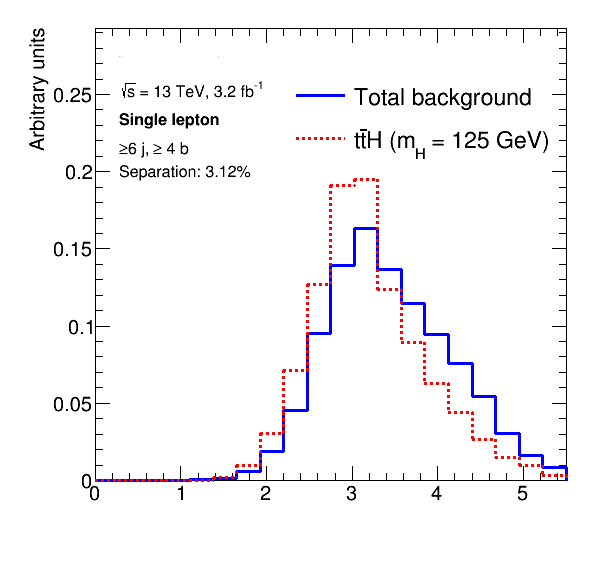 Arbitrary units
√s = 13 TeV, 3.2 fb⁻¹
Single lepton
≥6 j, ≥ 4 b
Separation: 3.12%
Total background
tt̄H (m_H = 125 GeV)
0.25
0.2
0.15
0.1
0.05
0
0 1 2 3 4 5